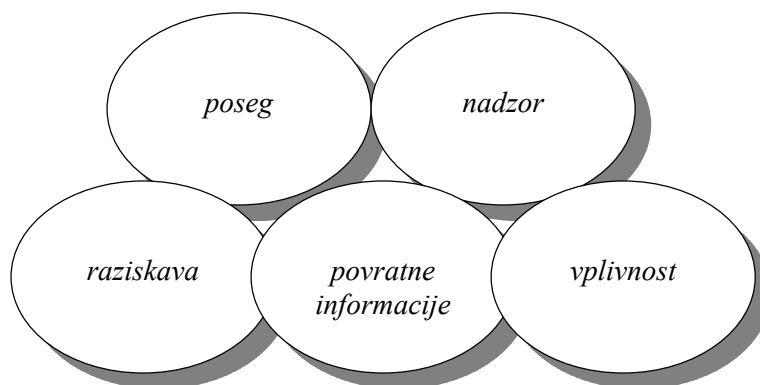 poseg
nadzor
raziskava
povratne
informacije
vplivnost